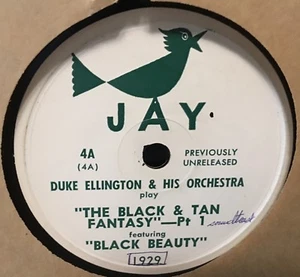 JAY
4A
(4A)
PREVIOUSLY
UNRELEASED
DUKE ELLINGTON & HIS ORCHESTRA
play
"THE BLACK & TAN
FANTASY"—Pt 1
featuring
"BLACK BEAUTY"
1929